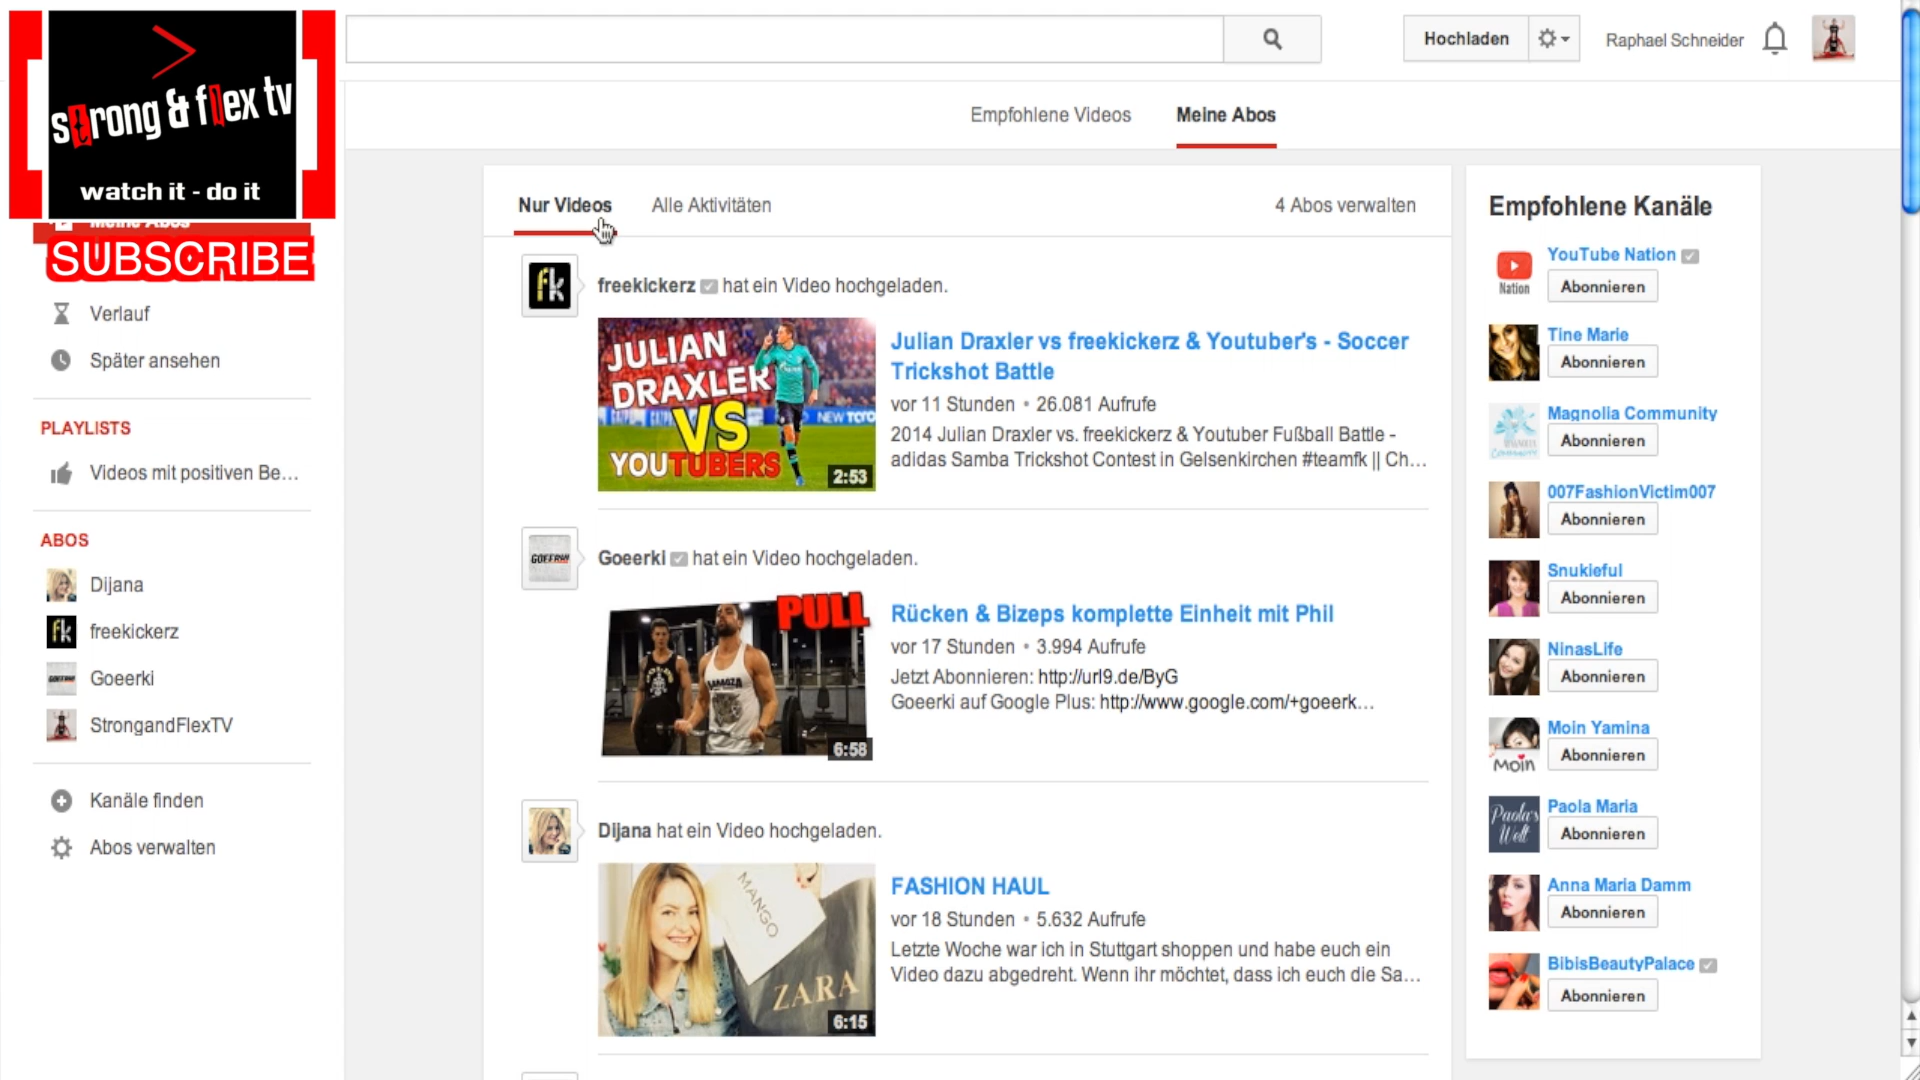 strong & flex tv
watch it - do it
Meine Abos
SUBSCRIBE
Verlauf
Später ansehen
PLAYLISTS
Videos mit positiven Be...
ABOS
Dijana
freekickerz
Goeerki
StrongandFlexTV
Kanäle finden
Abos verwalten
Hochladen
Raphael Schneider
Empfohlene Videos
Meine Abos
Nur Videos
Alle Aktivitäten
4 Abos verwalten
fk
freekickerz hat ein Video hochgeladen.
JULIAN
DRAXLER
VS
YOUTUBERS
2:53
Julian Draxler vs freekickerz & Youtuber's - Soccer
Trickshot Battle
vor 11 Stunden • 26.081 Aufrufe
2014 Julian Draxler vs. freekickerz & Youtuber Fußball Battle -
adidas Samba Trickshot Contest in Gelsenkirchen #teamfk || Ch...
GOEERKI
Goeerki hat ein Video hochgeladen.
PULL
6:58
Rücken & Bizeps komplette Einheit mit Phil
vor 17 Stunden • 3.994 Aufrufe
Jetzt Abonnieren: http://url9.de/ByG
Goeerki auf Google Plus: http://www.google.com/+goeerk...
Dijana hat ein Video hochgeladen.
MANGO
ZARA
6:15
FASHION HAUL
vor 18 Stunden • 5.632 Aufrufe
Letzte Woche war ich in Stuttgart shoppen und habe euch ein
Video dazu abgedreht. Wenn ihr möchtet, dass ich euch die Sa...
Empfohlene Kanäle
Nation
YouTube Nation
Abonnieren
Tine Marie
Abonnieren
Magnolia Community
Abonnieren
007FashionVictim007
Abonnieren
Snukieful
Abonnieren
NinasLife
Abonnieren
Moin
Moin Yamina
Abonnieren
Paola's
Welt
Paola Maria
Abonnieren
Anna Maria Damm
Abonnieren
BibisBeautyPalace
Abonnieren